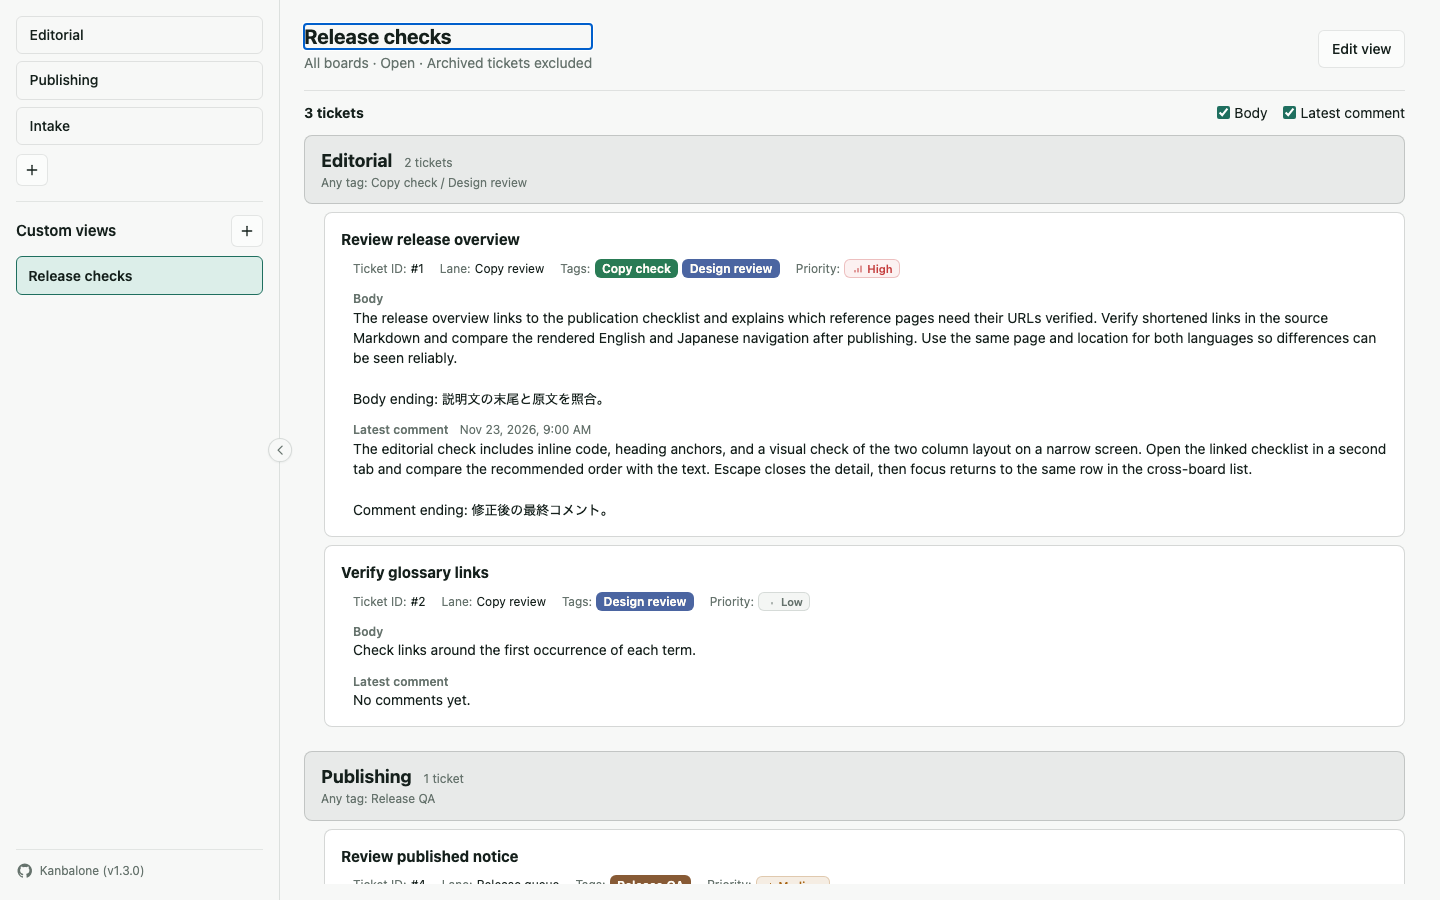 Editorial
Publishing
Intake
Custom views
Release checks
Kanbalone (v1.3.0)
Release checks
All boards · Open · Archived tickets excluded
Edit view
3 tickets
Body
Latest comment
Editorial 2 tickets
Any tag: Copy check / Design review
Review release overview
Ticket ID: #1 Lane: Copy review Tags: Copy check Design review Priority: High
Body
The release overview links to the publication checklist and explains which reference pages need their URLs verified. Verify shortened links in the source
Markdown and compare the rendered English and Japanese navigation after publishing. Use the same page and location for both languages so differences can
be seen reliably.
Body ending: 説明文の末尾と原文を照合。
Latest comment Nov 23, 2026, 9:00 AM
The editorial check includes inline code, heading anchors, and a visual check of the two column layout on a narrow screen. Open the linked checklist in a second
tab and compare the recommended order with the text. Escape closes the detail, then focus returns to the same row in the cross-board list.
Comment ending: 修正後の最終コメント。
Verify glossary links
Ticket ID: #2 Lane: Copy review Tags: Design review Priority: Low
Body
Check links around the first occurrence of each term.
Latest comment
No comments yet.
Publishing 1 ticket
Any tag: Release QA
Review published notice
Ticket ID: #4 Lane: Release queue Tags: Release QA Priority: Medium